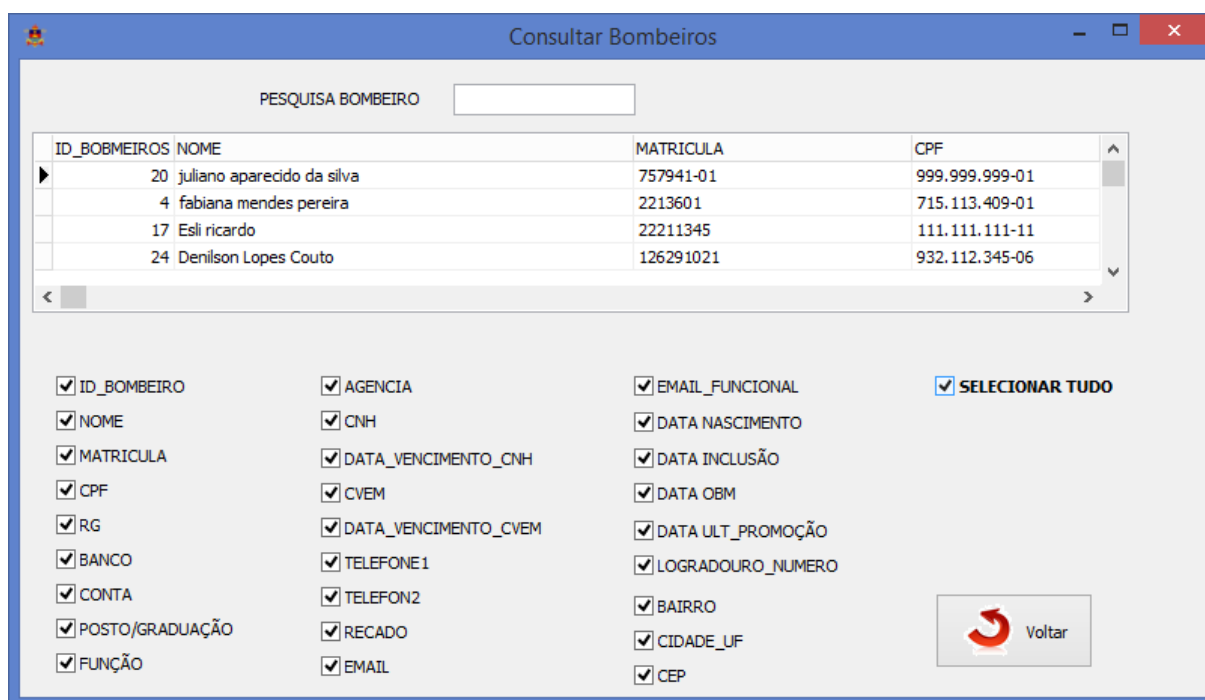 Consultar Bombeiros
PESQUISA BOMBEIRO
ID_BOBMEIROS NOME MATRICULA CPF
20 juliano aparecido da silva 757941-01 999.999.999-01
4 fabiana mendes pereira 2213601 715.113.409-01
17 Esli ricardo 22211345 111.111.111-11
24 Denilson Lopes Couto 126291021 932.112.345-06
ID_BOMBEIRO AGENCIA EMAIL_FUNCIONAL SELECIONAR TUDO
NOME CNH DATA NASCIMENTO
MATRICULA DATA_VENCIMENTO_CNH DATA INCLUSÃO
CPF CVEM DATA OBM
RG DATA_VENCIMENTO_CVEM DATA ULT_PROMOÇÃO
BANCO TELEFONE1 LOGRADOURO_NUMERO
CONTA TELEFON2 BAIRRO
POSTO/GRADUAÇÃO RECADO CIDADE_UF Voltar
FUNÇÃO EMAIL CEP